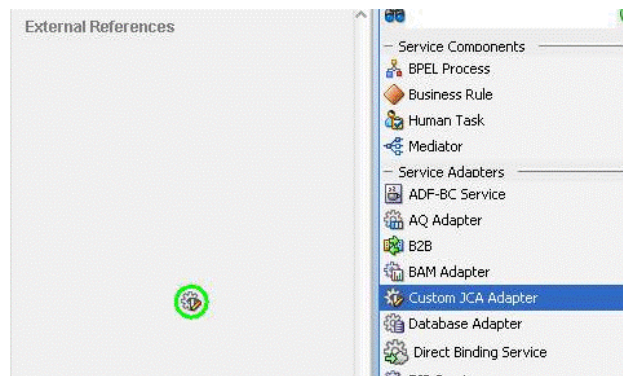 External References
Service Components
BPEL Process
Business Rule
Human Task
Mediator
Service Adapters
ADF-BC Service
AQ Adapter
B2B
BAM Adapter
Custom JCA Adapter
Database Adapter
Direct Binding Service